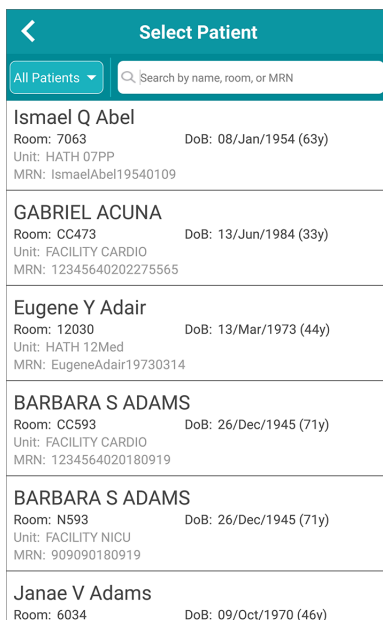 Select Patient
All Patients
Search by name, room, or MRN
Ismael Q Abel
Room: 7063 DoB: 08/Jan/1954 (63y)
Unit: HATH 07PP
MRN: IsmaelAbel19540109
GABRIEL ACUNA
Room: CC473 DoB: 13/Jun/1984 (33y)
Unit: FACILITY CARDIO
MRN: 12345640202275565
Eugene Y Adair
Room: 12030 DoB: 13/Mar/1973 (44y)
Unit: HATH 12Med
MRN: EugeneAdair19730314
BARBARA S ADAMS
Room: CC593 DoB: 26/Dec/1945 (71y)
Unit: FACILITY CARDIO
MRN: 1234564020180919
BARBARA S ADAMS
Room: N593 DoB: 26/Dec/1945 (71y)
Unit: FACILITY NICU
MRN: 909090180919
Janae V Adams
Room: 6034 DoB: 09/Oct/1970 (46y)